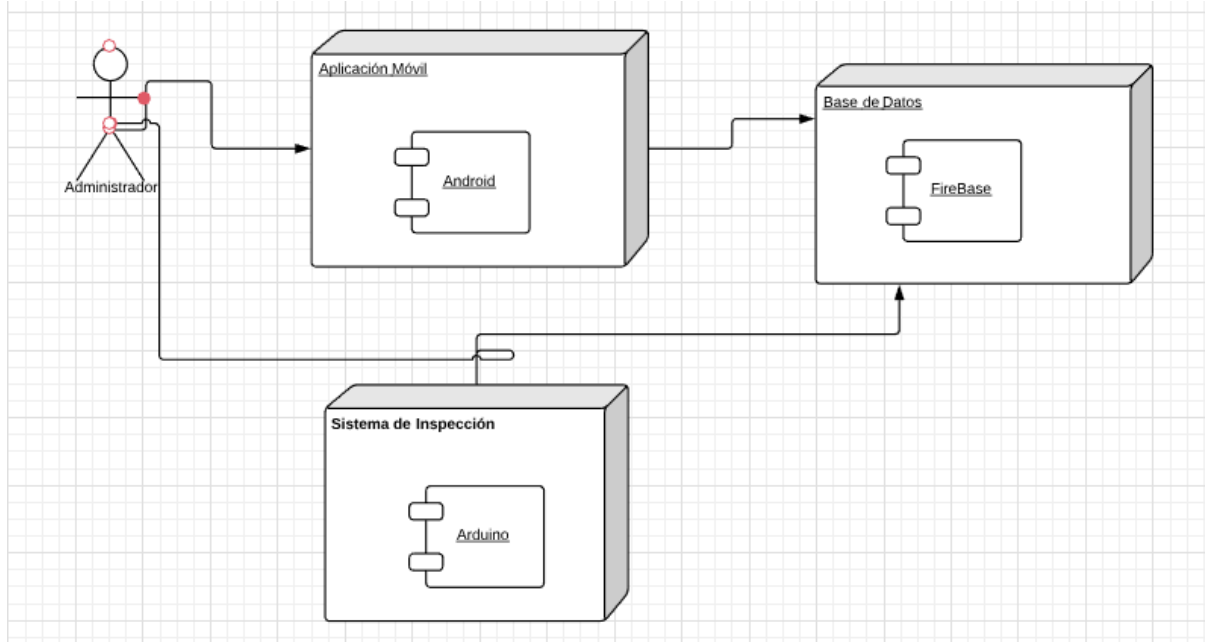 Aplicación Móvil
Base de Datos
Android
FireBase
Administrador
Sistema de Inspección
Arduino